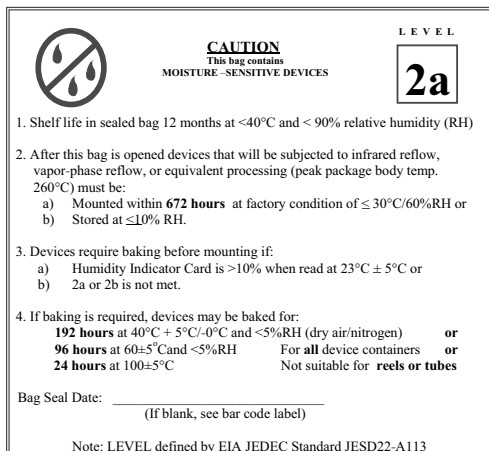 LEVEL
CAUTION
This bag contains
MOISTURE –SENSITIVE DEVICES
2a
1. Shelf life in sealed bag 12 months at <40°C and < 90% relative humidity (RH)
2. After this bag is opened devices that will be subjected to infrared reflow,
vapor-phase reflow, or equivalent processing (peak package body temp.
260°C) must be:
a) Mounted within 672 hours at factory condition of ≤ 30°C/60%RH or
b) Stored at ≤10% RH.
3. Devices require baking before mounting if:
a) Humidity Indicator Card is >10% when read at 23°C ± 5°C or
b) 2a or 2b is not met.
4. If baking is required, devices may be baked for:
192 hours at 40°C + 5°C/-0°C and <5%RH (dry air/nitrogen) or
96 hours at 60±5°Cand <5%RH For all device containers or
24 hours at 100±5°C Not suitable for reels or tubes
Bag Seal Date: ______________________________
(If blank, see bar code label)
Note: LEVEL defined by EIA JEDEC Standard JESD22-A113